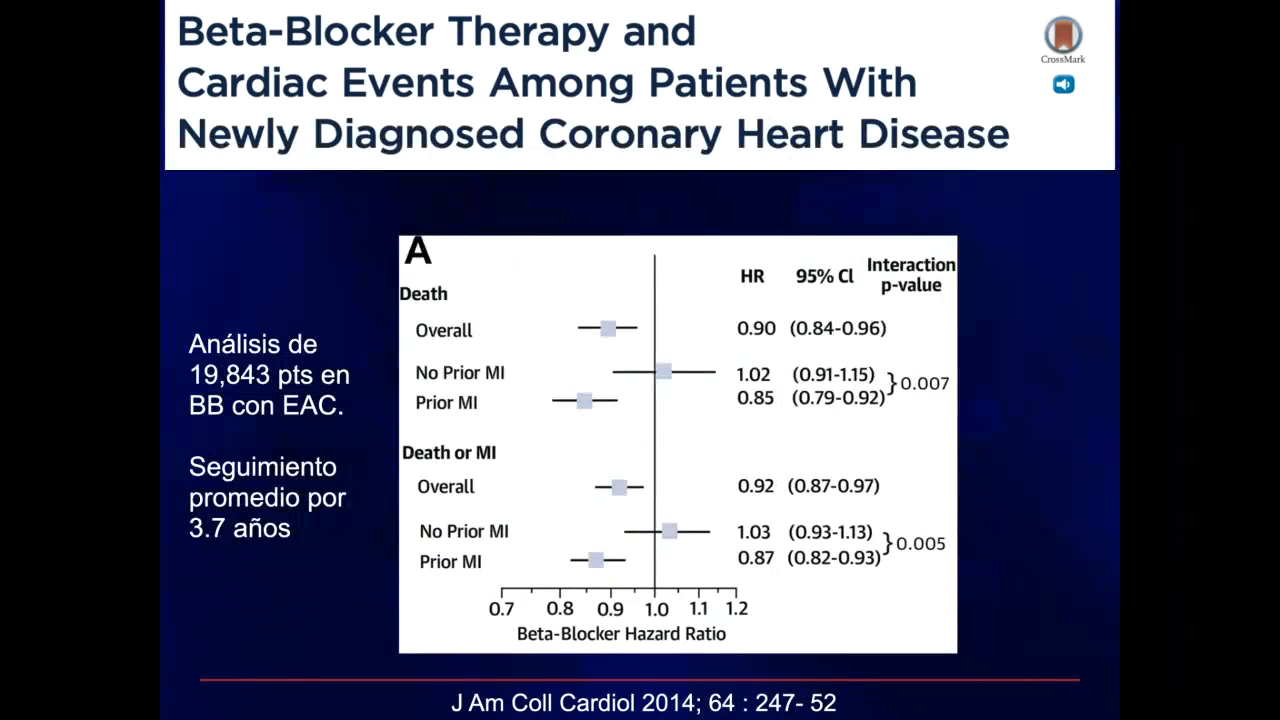 Beta-Blocker Therapy and
Cardiac Events Among Patients With
Newly Diagnosed Coronary Heart Disease
CrossMark
Análisis de
19,843 pts en
BB con EAC.
Seguimiento
promedio por
3.7 años
A
HR 95% CI Interaction p-value
Death
Overall 0.90 (0.84-0.96)
No Prior MI 1.02 (0.91-1.15)
Prior MI 0.85 (0.79-0.92)
}0.007
Death or MI
Overall 0.92 (0.87-0.97)
No Prior MI 1.03 (0.93-1.13)
Prior MI 0.87 (0.82-0.93)
}0.005
0.7 0.8 0.9 1.0 1.1 1.2
Beta-Blocker Hazard Ratio
J Am Coll Cardiol 2014; 64 : 247- 52